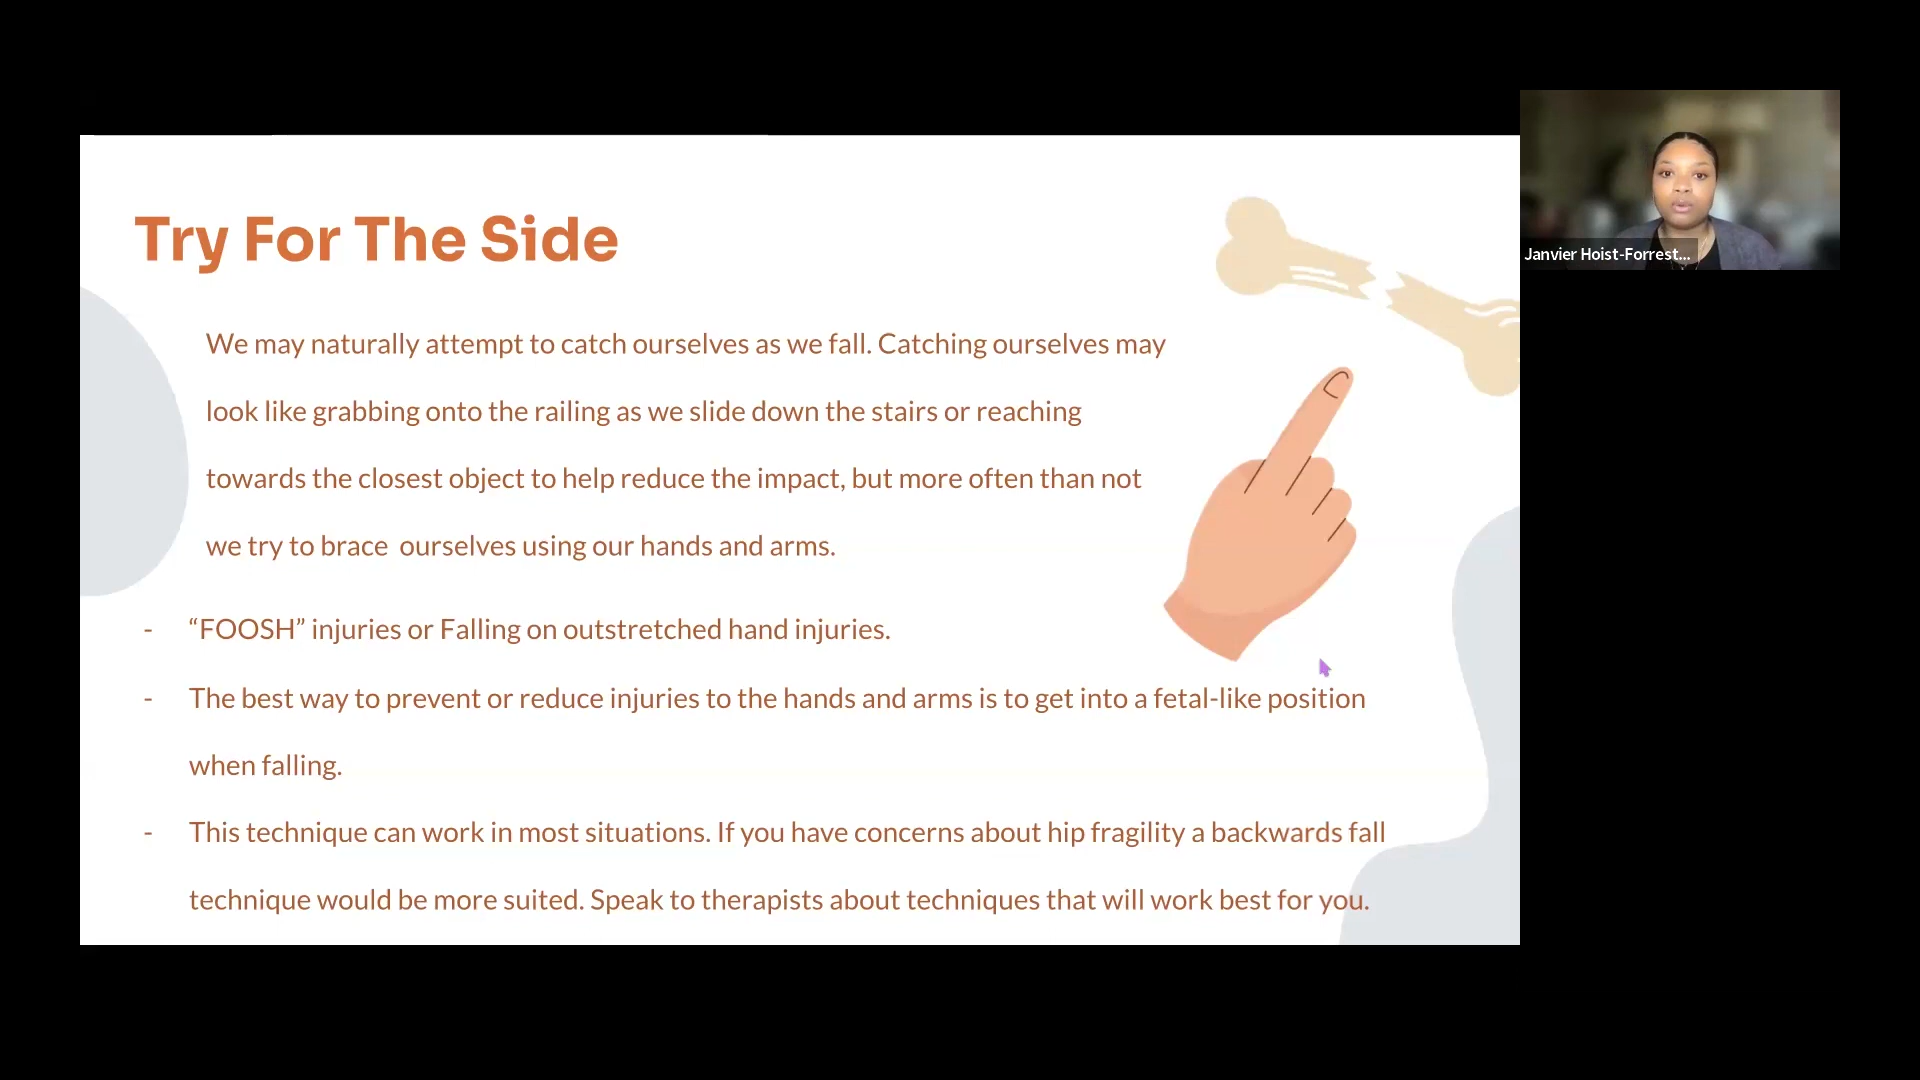 Try For The Side
We may naturally attempt to catch ourselves as we fall. Catching ourselves may
look like grabbing onto the railing as we slide down the stairs or reaching
towards the closest object to help reduce the impact, but more often than not
we try to brace  ourselves using our hands and arms.
- “FOOSH” injuries or Falling on outstretched hand injuries.
- The best way to prevent or reduce injuries to the hands and arms is to get into a fetal-like position
when falling.
- This technique can work in most situations. If you have concerns about hip fragility a backwards fall
technique would be more suited. Speak to therapists about techniques that will work best for you.
Janvier Hoist-Forrest...